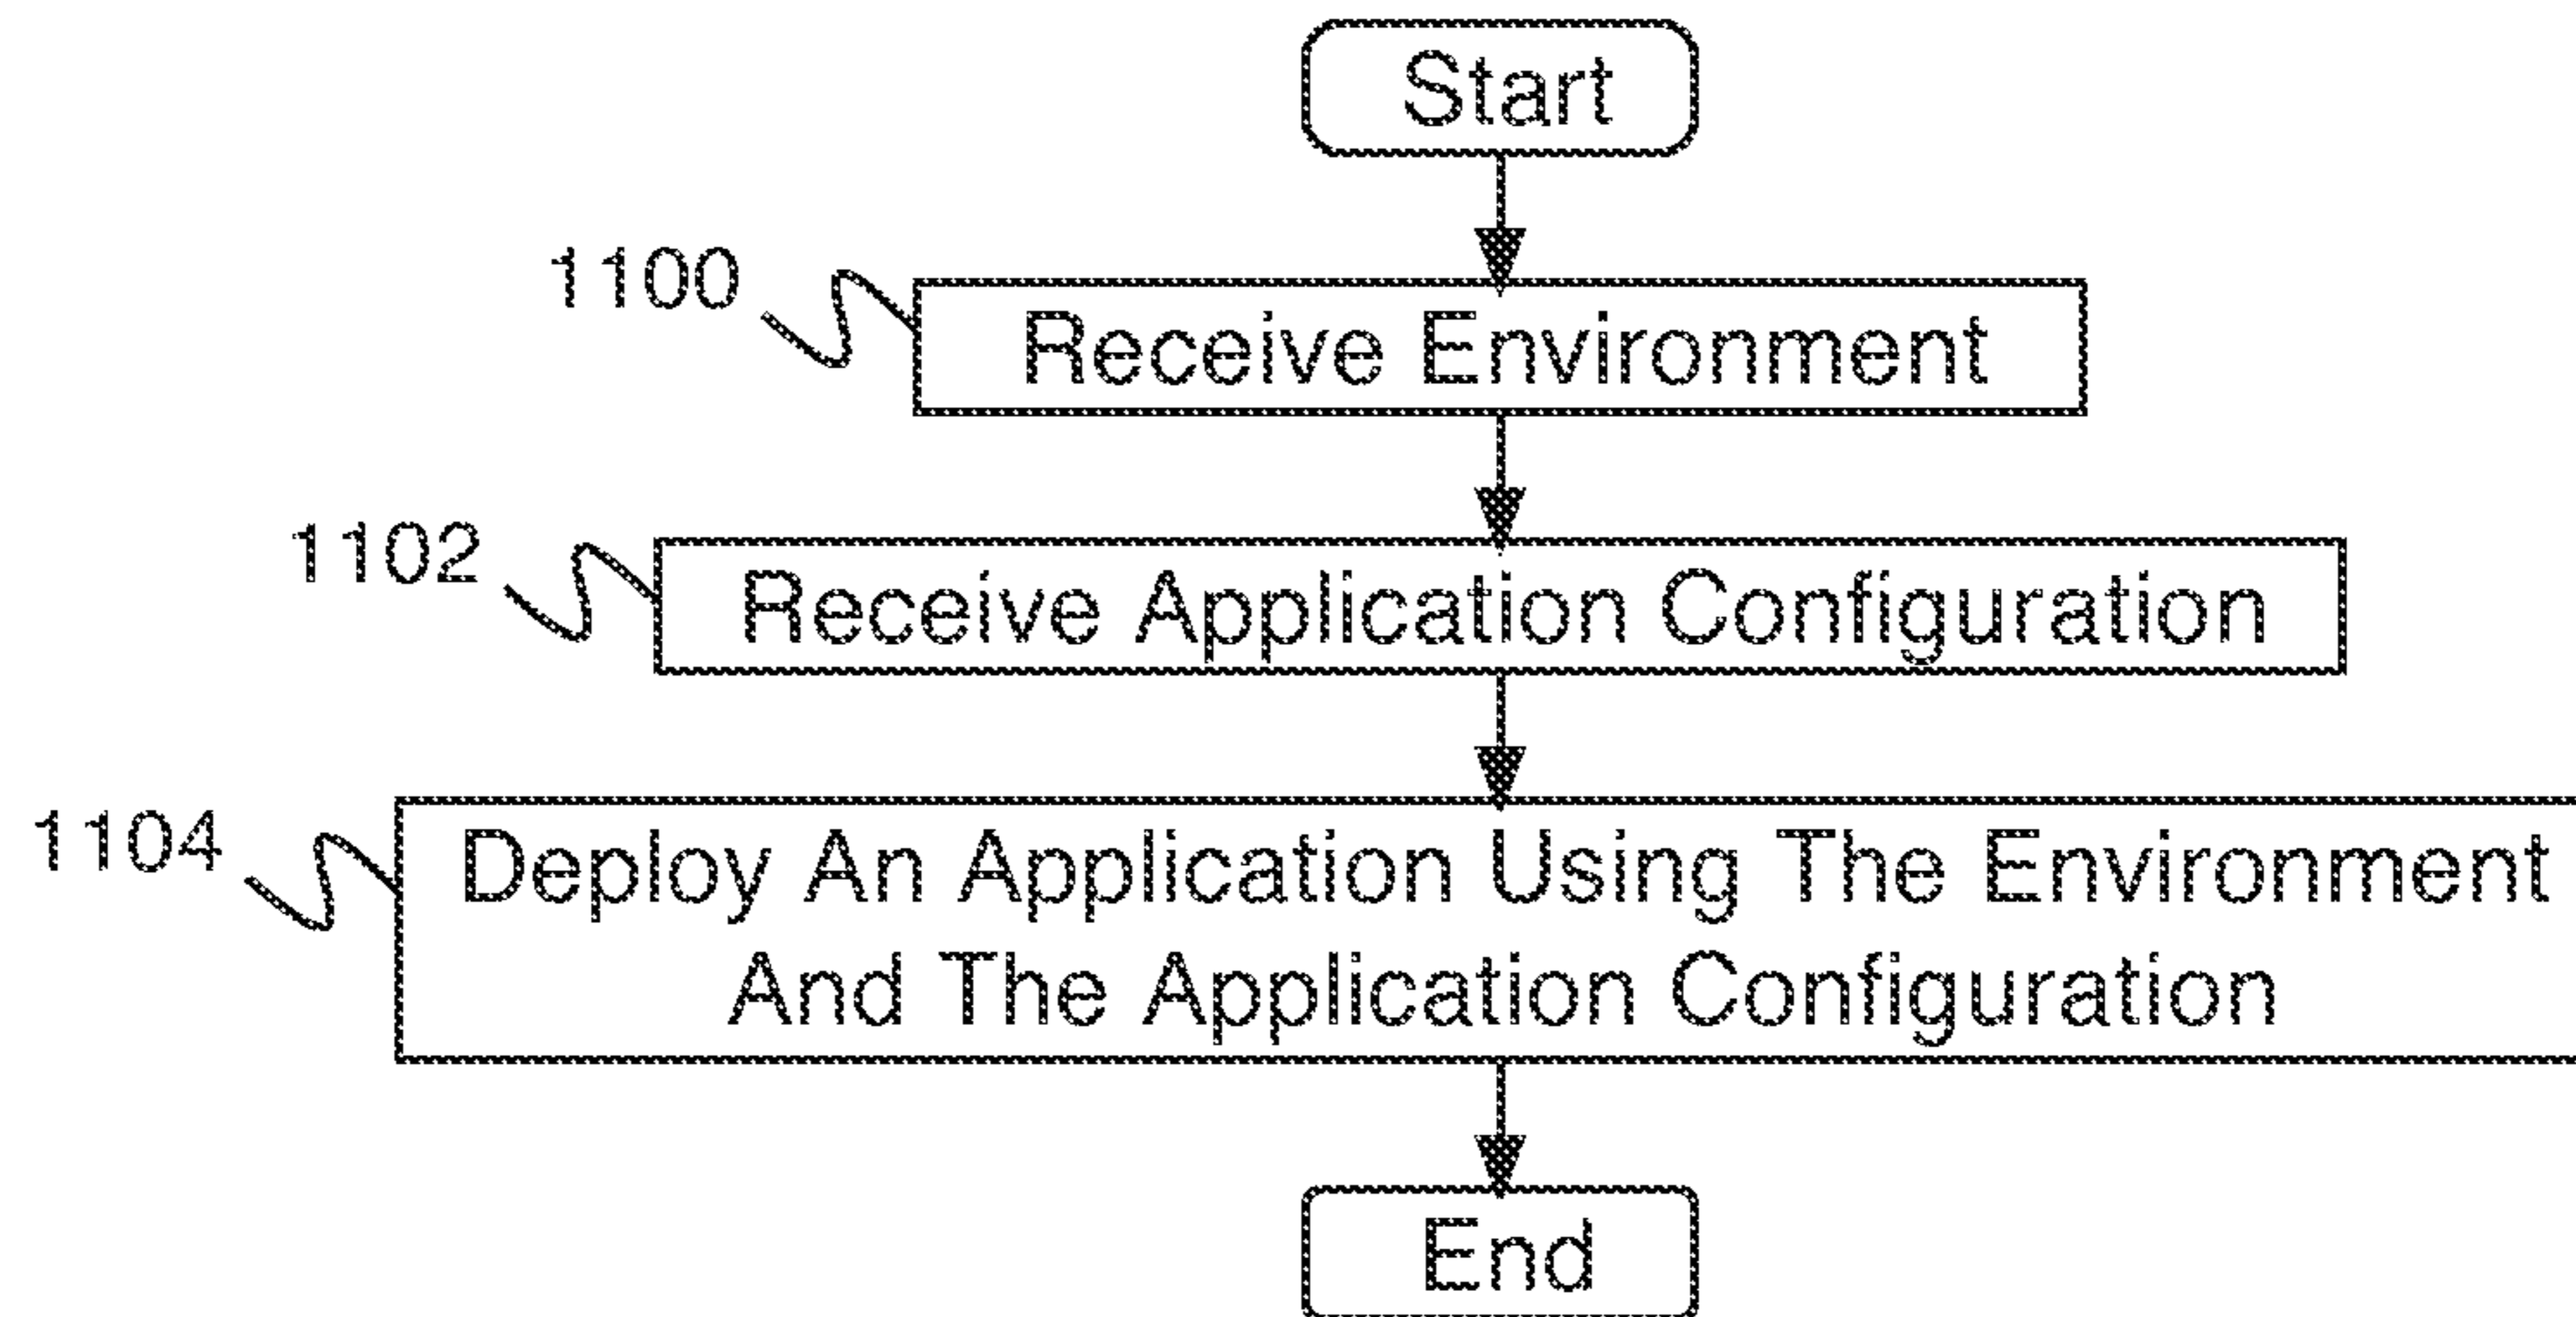 Start
1100
Receive Environment
1102
Receive Application Configuration
1104
Deploy An Application Using The Environment
And The Application Configuration
End